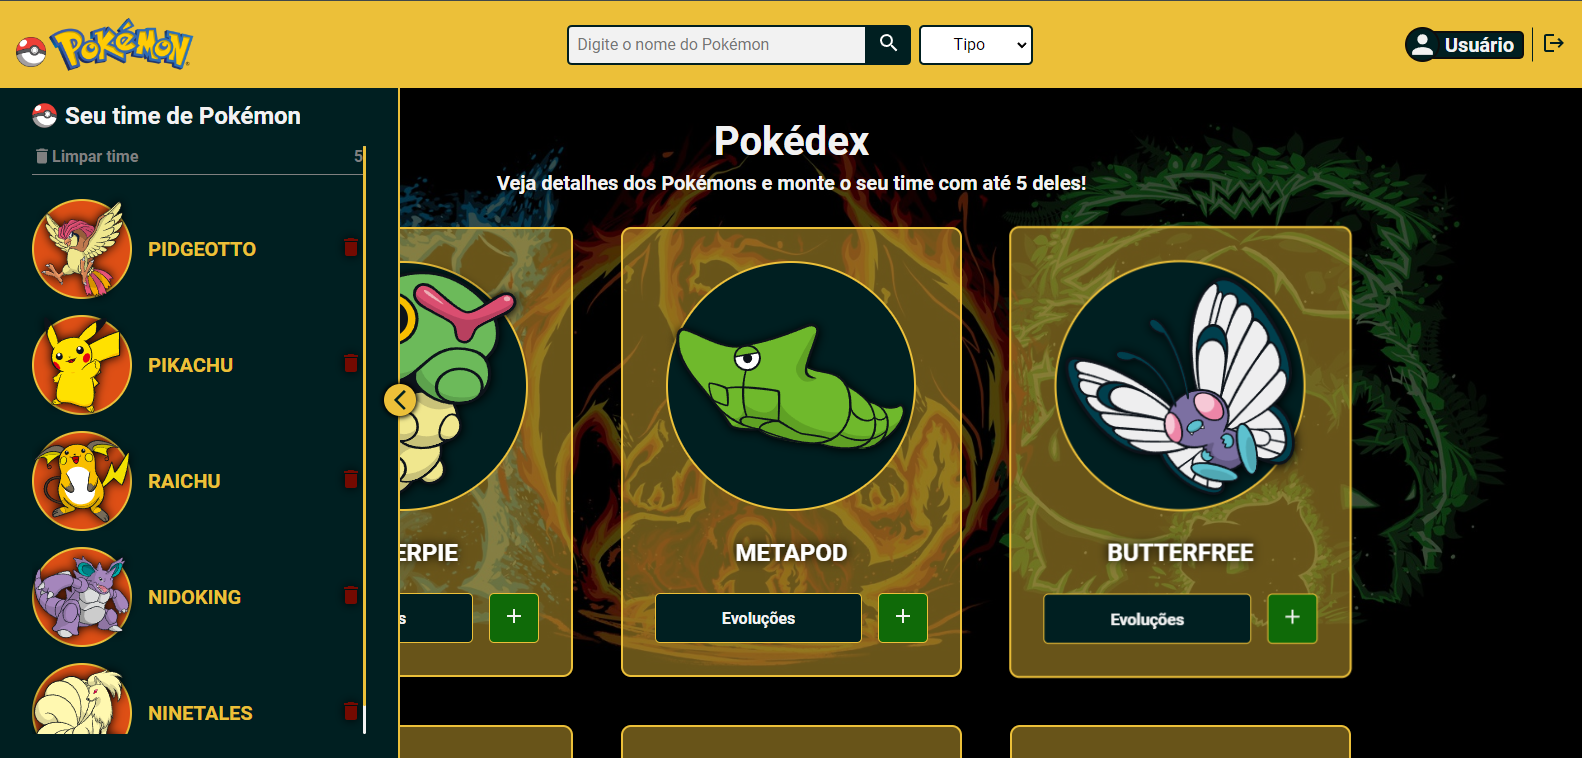 POKéMON
Digite o nome do Pokémon
Tipo
Usuário
Seu time de Pokémon
Limpar time 5
PIDGEOTTO
PIKACHU
RAICHU
NIDOKING
NINETALES
Pokédex
Veja detalhes dos Pokémons e monte o seu time com até 5 deles!
ERPIE
METAPOD
BUTTERFREE
s
Evoluções
Evoluções